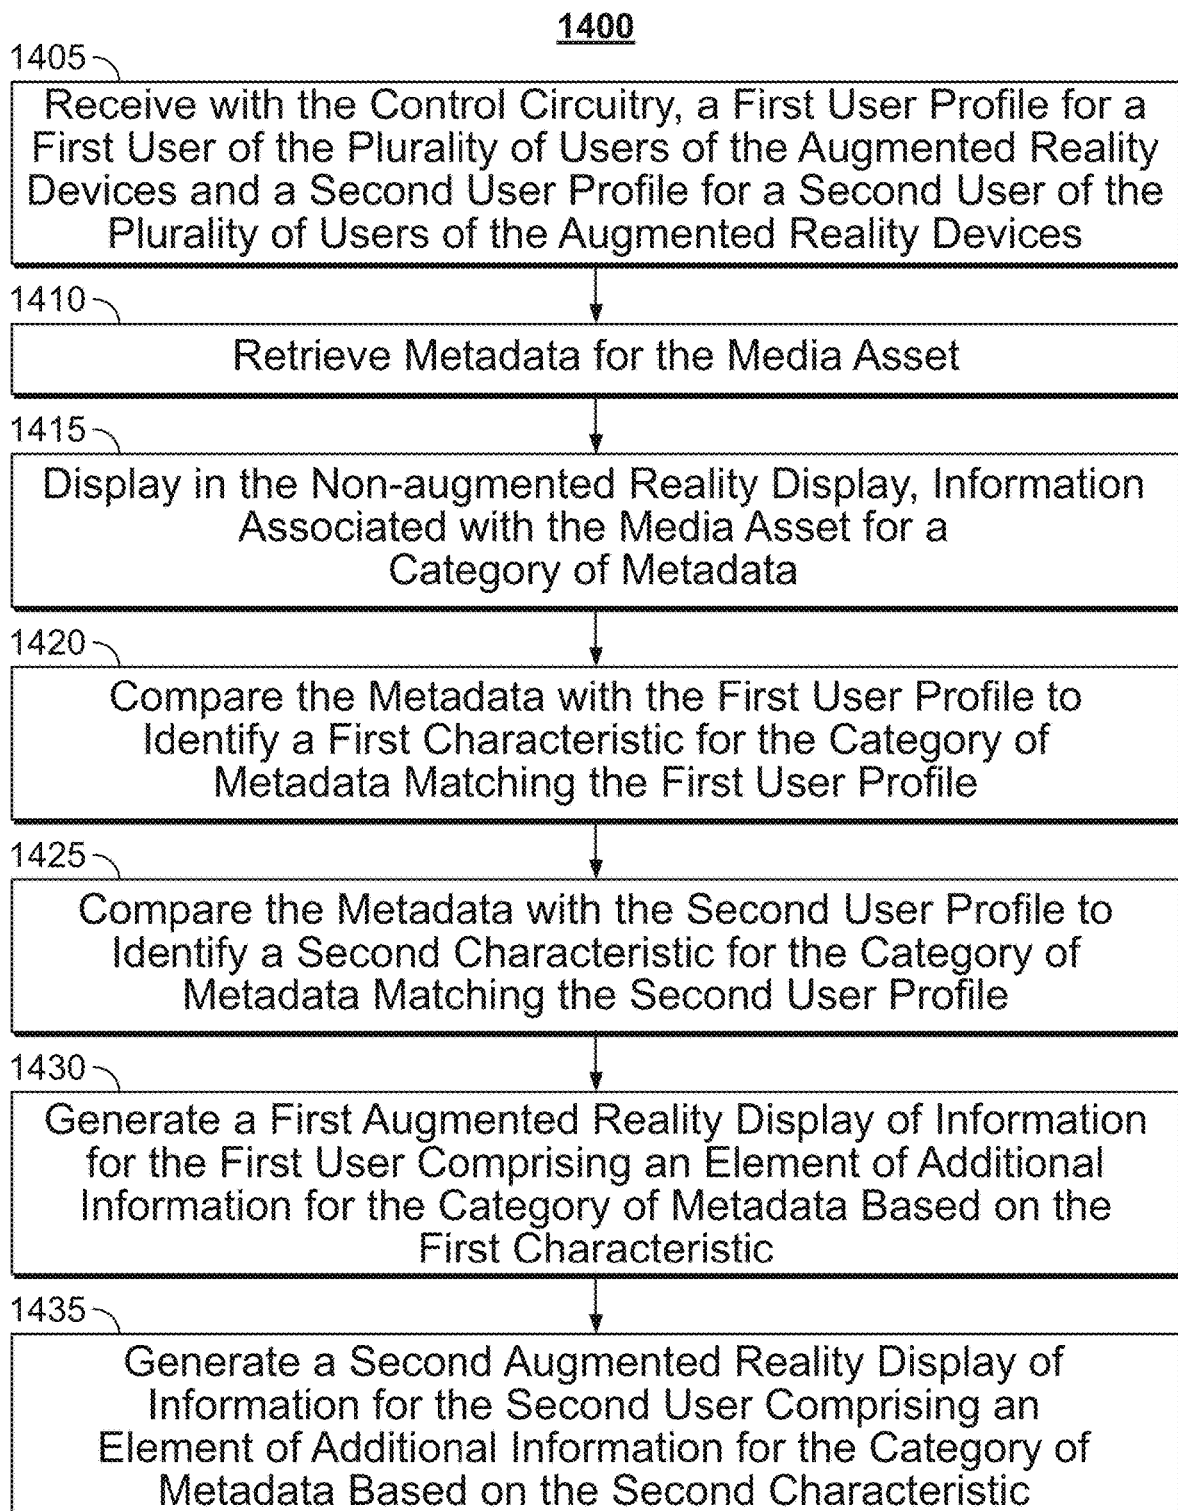 1400
1405
Receive with the Control Circuitry, a First User Profile for a
First User of the Plurality of Users of the Augmented Reality
Devices and a Second User Profile for a Second User of the
Plurality of Users of the Augmented Reality Devices
1410
Retrieve Metadata for the Media Asset
1415
Display in the Non-augmented Reality Display, Information
Associated with the Media Asset for a
Category of Metadata
1420
Compare the Metadata with the First User Profile to
Identify a First Characteristic for the Category of
Metadata Matching the First User Profile
1425
Compare the Metadata with the Second User Profile to
Identify a Second Characteristic for the Category of
Metadata Matching the Second User Profile
1430
Generate a First Augmented Reality Display of Information
for the First User Comprising an Element of Additional
Information for the Category of Metadata Based on the
First Characteristic
1435
Generate a Second Augmented Reality Display of
Information for the Second User Comprising an
Element of Additional Information for the Category of
Metadata Based on the Second Characteristic